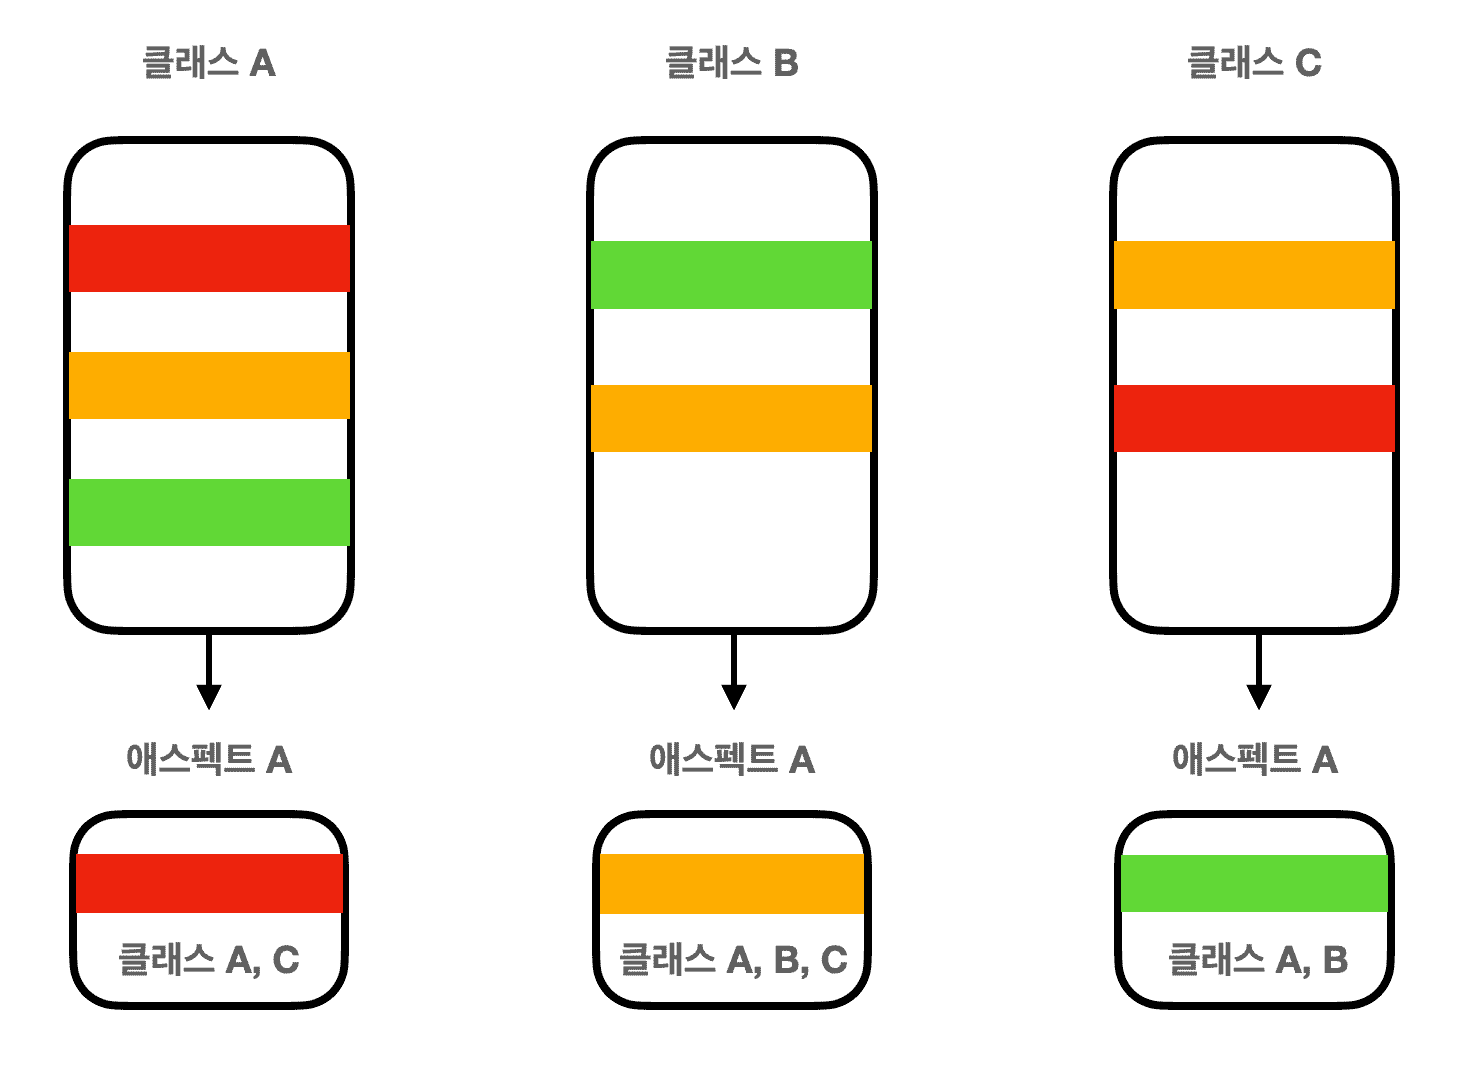 클래스 A
클래스 B
클래스 C
애스펙트 A
애스펙트 A
애스펙트 A
클래스 A, C
클래스 A, B, C
클래스 A, B